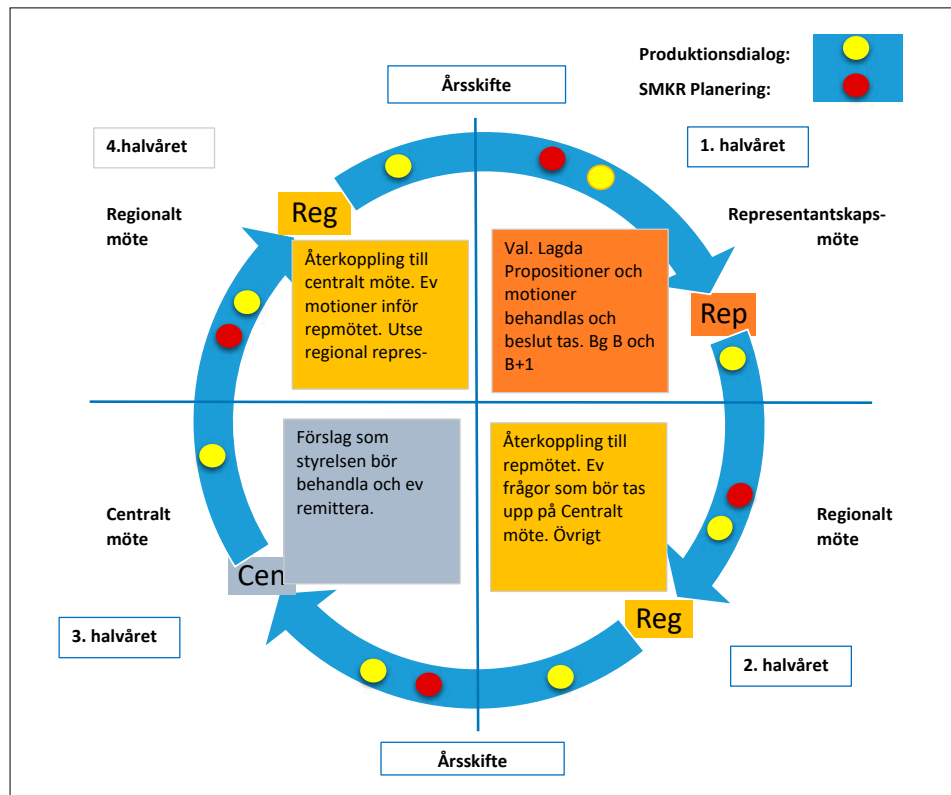 Produktionsdialog:
SMKR Planering:
Årsskifte
4.halvåret
1. halvåret
Regionalt
möte
Reg
Representantskaps-
möte
Återkoppling till
centralt möte. Ev
motioner inför
repmötet. Utse
regional repres-
Val. Lagda
Propositioner och
motioner
behandlas och
beslut tas. Bg B och
B+1
Rep
Förslag som
styrelsen bör
behandla och ev
remittera.
Återkoppling till
repmötet. Ev
frågor som bör tas
upp på Centralt
möte. Övrigt
Centralt
möte
Regionalt
möte
Cen
Reg
3. halvåret
2. halvåret
Årsskifte